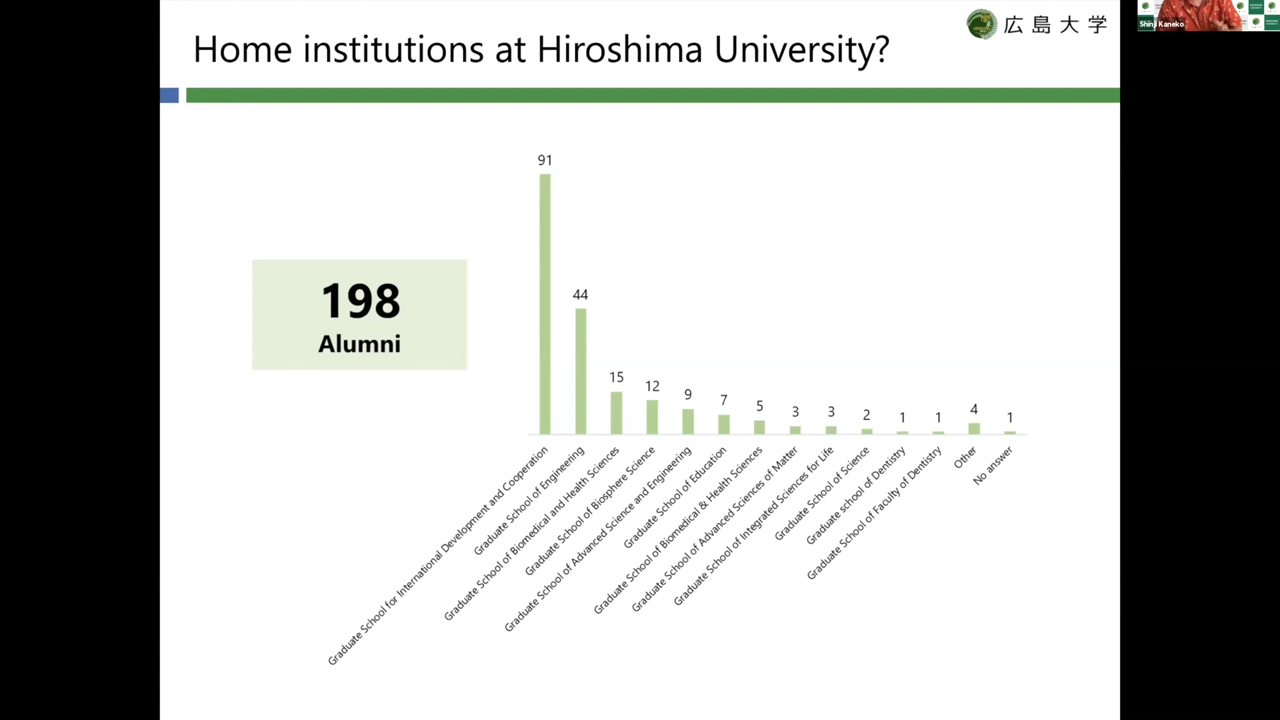 Home institutions at Hiroshima University?
広島大学
Shinji Kaneko
198
Alumni
91
44
15
12
9
7
5
3
3
2
1
1
4
1
Graduate School for International Development and Cooperation
Graduate School of Engineering
Graduate School of Biomedical and Health Sciences
Graduate School of Biosphere Science
Graduate School of Advanced Science and Engineering
Graduate School of Education
Graduate School of Biomedical & Health Sciences
Graduate School of Advanced Sciences of Matter
Graduate School of Integrated Sciences for Life
Graduate School of Science
Graduate school of Dentistry
Graduate School of Faculty of Dentistry
Other
No answer